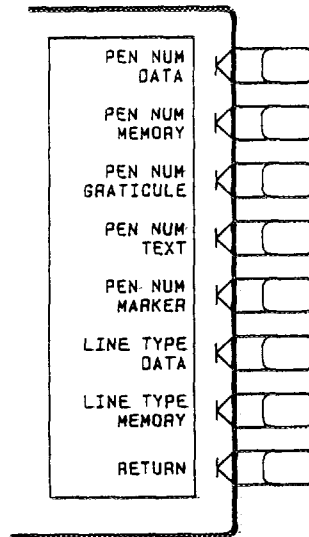 PEN NUM
DATA
PEN NUM
MEMORY
PEN NUM
GRATICULE
PEN NUM
TEXT
PEN NUM
MARKER
LINE TYPE
DATA
LINE TYPE
MEMORY
RETURN